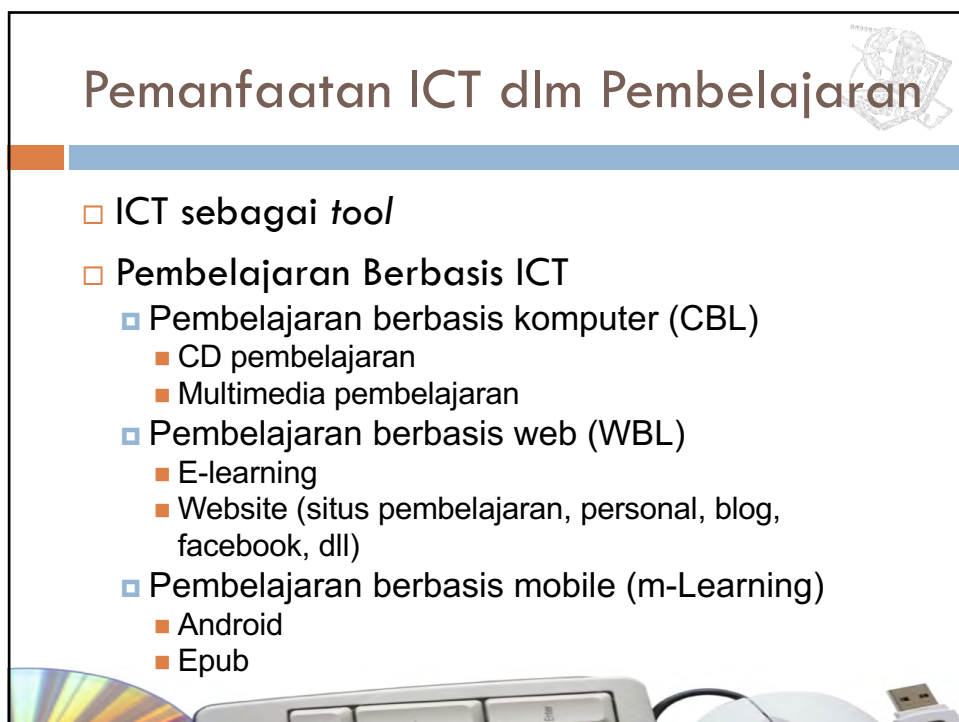 Pemanfaatan ICT dlm Pembelajaran
ICT sebagai tool
Pembelajaran Berbasis ICT
Pembelajaran berbasis komputer (CBL)
CD pembelajaran
Multimedia pembelajaran
Pembelajaran berbasis web (WBL)
E-learning
Website (situs pembelajaran, personal, blog,
facebook, dll)
Pembelajaran berbasis mobile (m-Learning)
Android
Epub
Enter